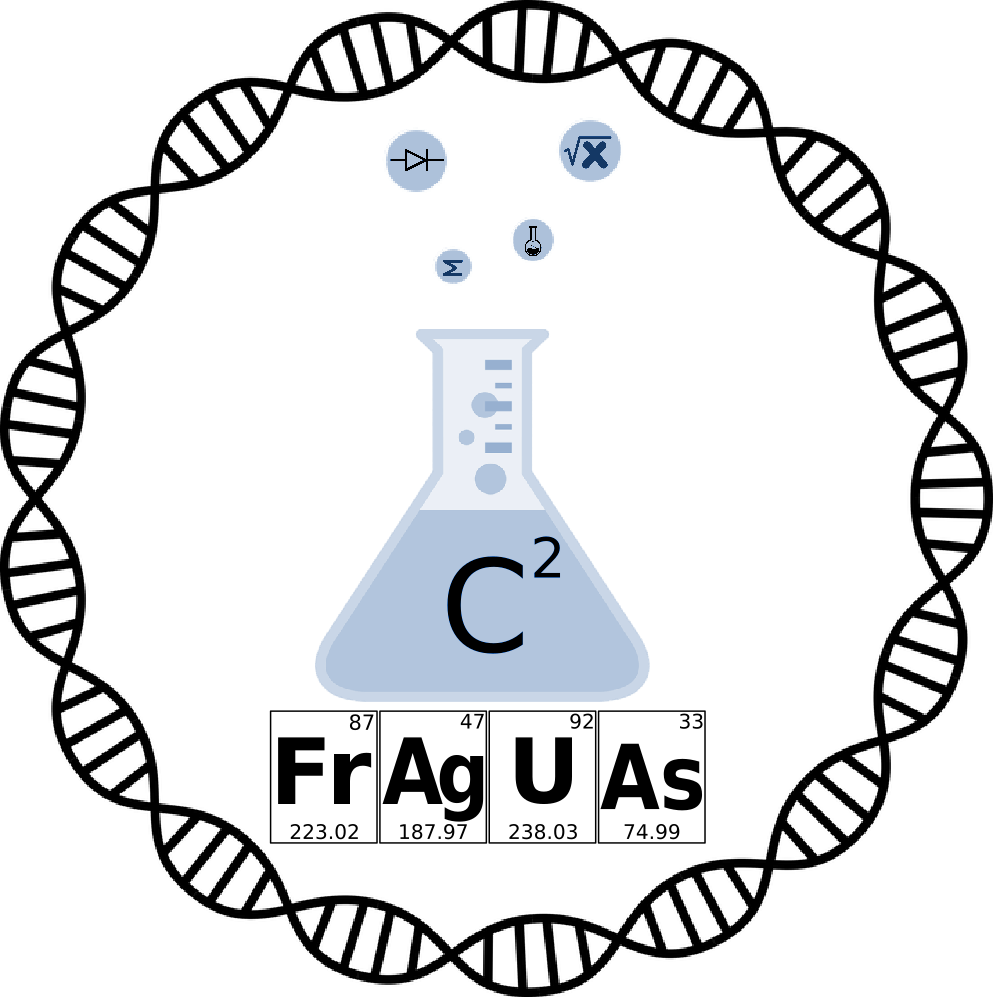 √x
Σ
C²
87 47 92 33
Fr Ag U As
223.02 187.97 238.03 74.99